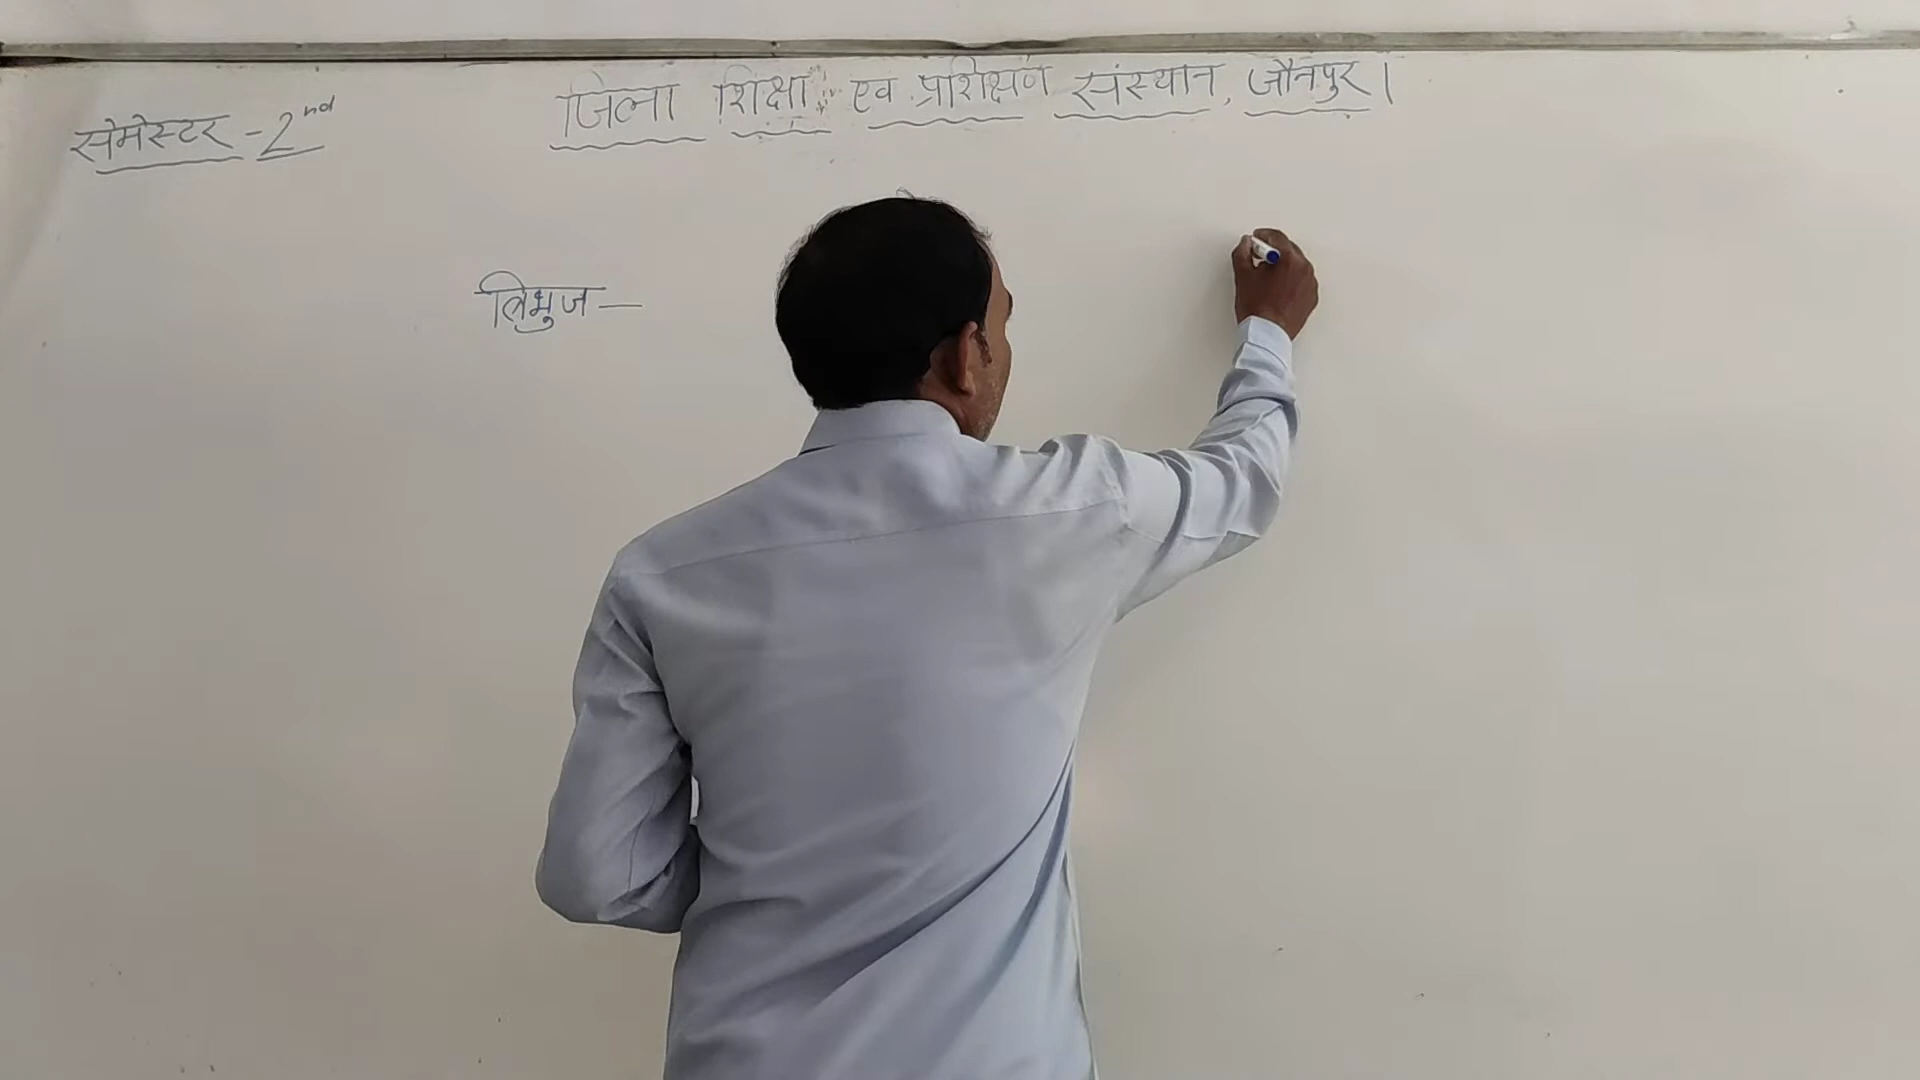 जिला शिक्षा एव प्रशिक्षण संस्थान, जौनपुर।
सेमेस्टर - 2nd
त्रिभुज —